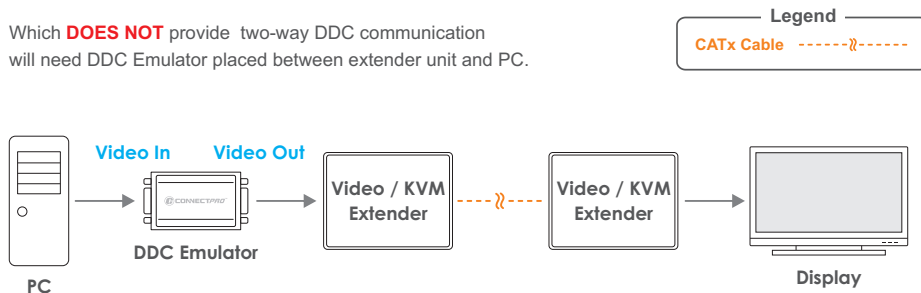 Which DOES NOT provide two-way DDC communication
will need DDC Emulator placed between extender unit and PC.
Legend
CATx Cable
Video In
Video Out
CONNECTPRO
Video / KVM
Extender
Video / KVM
Extender
DDC Emulator
PC
Display